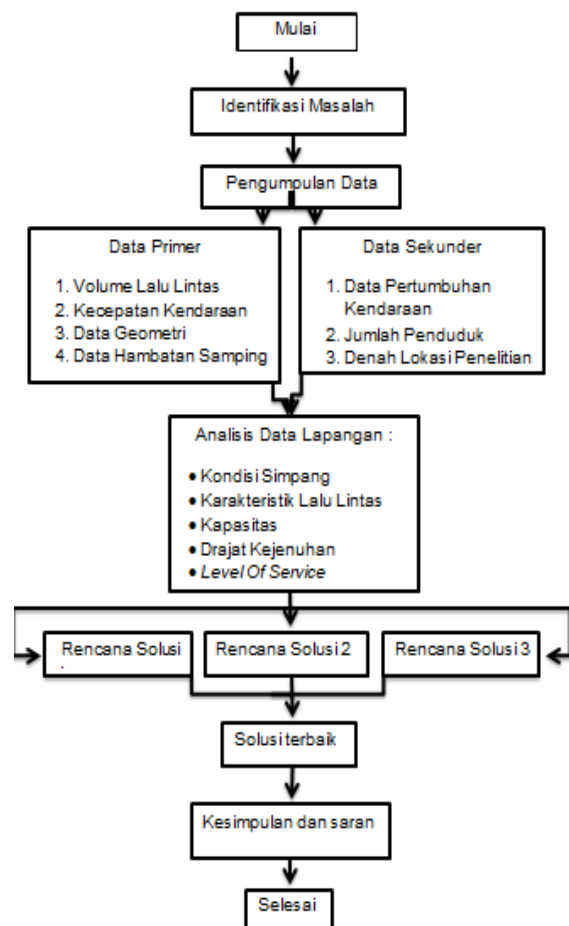 Mulai
Identifikasi Masalah
Pengumpulan Data
Data Primer
1. Volume Lalu Lintas
2. Kecepatan Kendaraan
3. Data Geometri
4. Data Hambatan Samping
Data Sekunder
1. Data Pertumbuhan
Kendaraan
2. Jumlah Penduduk
3. Denah Lokasi Penelitian
Analisis Data Lapangan :
• Kondisi Simpang
• Karakteristik Lalu Lintas
• Kapasitas
• Drajat Kejenuhan
• Level Of Service
Rencana Solusi
Rencana Solusi 2
Rencana Solusi 3
Solusi terbaik
Kesimpulan dan saran
Selesai